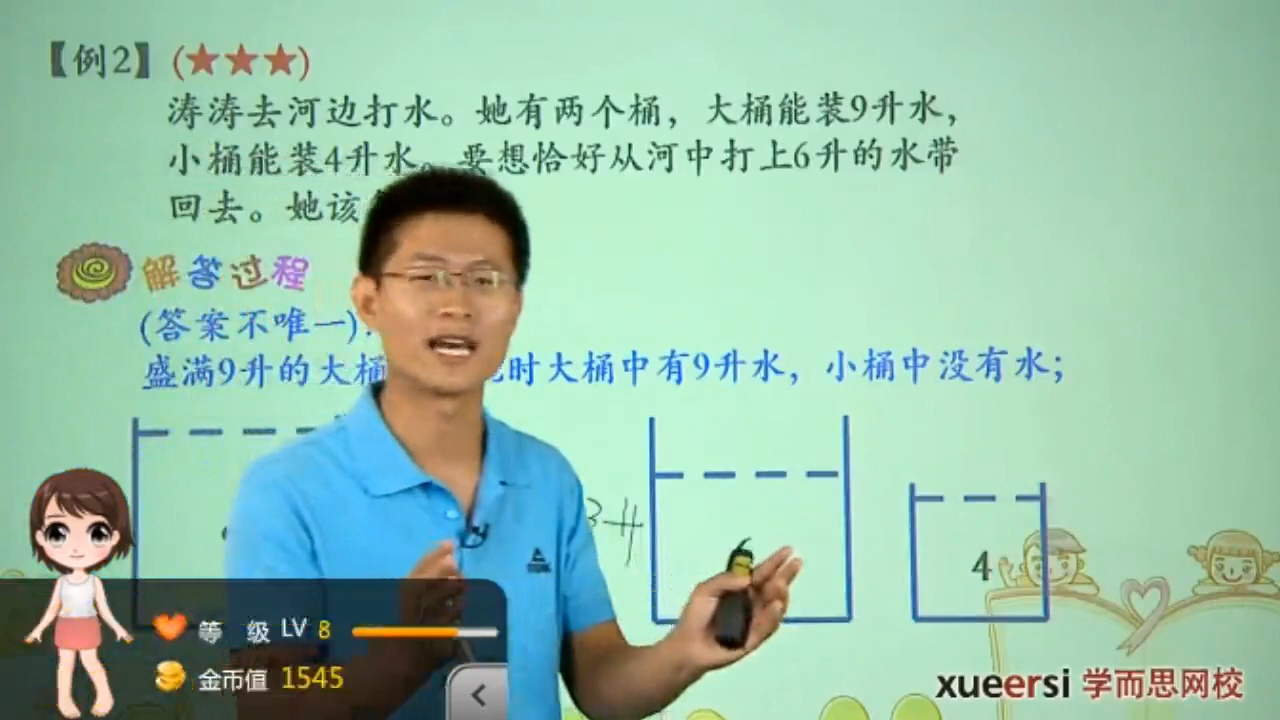 【例2】(★★★)
涛涛去河边打水。她有两个桶，大桶能装9升水，
小桶能装4升水。要想恰好从河中打上6升的水带
回去。她该
解答过程
(答案不唯一)
盛满9升的大桶 时大桶中有9升水，小桶中没有水；
3升
4
等 级 LV 8
金币值 1545
<
xueersi 学而思网校